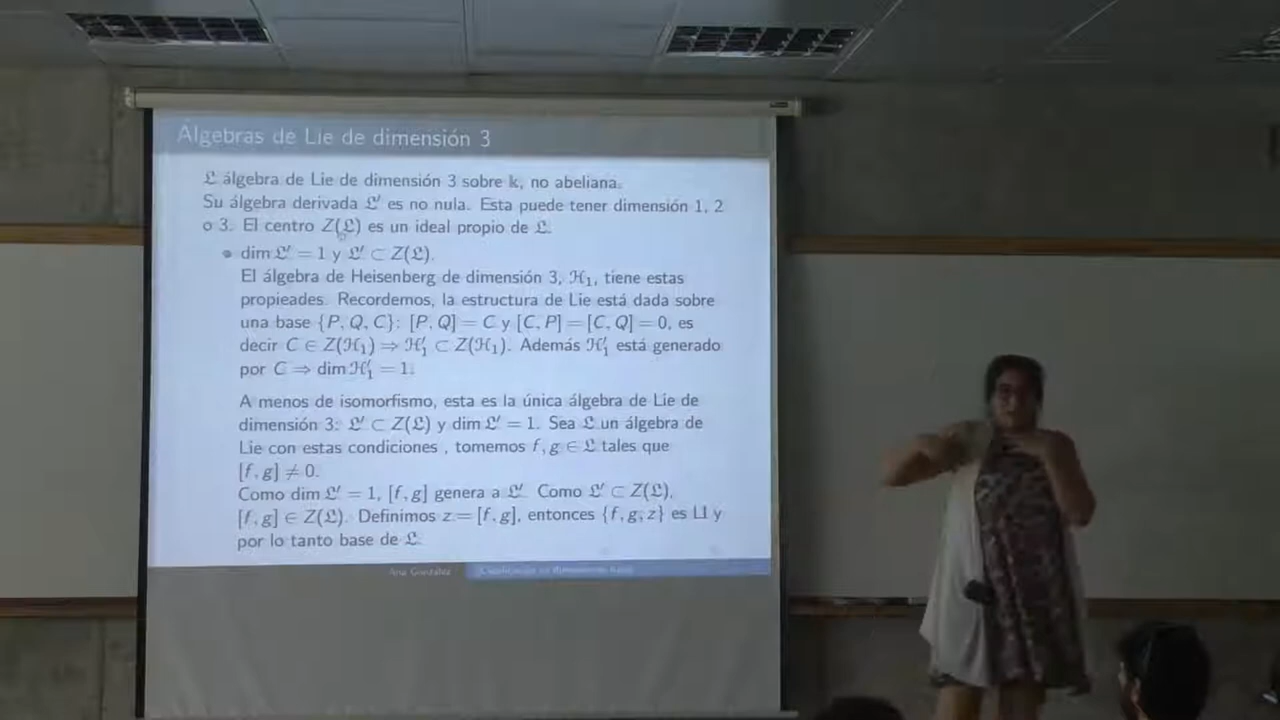 Álgebras de Lie de dimensión 3
𝔏 álgebra de Lie de dimensión 3 sobre k, no abeliana.
Su álgebra derivada 𝔏′ es no nula. Esta puede tener dimensión 1, 2
o 3. El centro Z(𝔏) es un ideal propio de 𝔏.
• dim 𝔏′ = 1 y 𝔏′ ⊂ Z(𝔏).
El álgebra de Heisenberg de dimensión 3, ℋ₁, tiene estas
propieades. Recordemos, la estructura de Lie está dada sobre
una base {P, Q, C}: [P, Q] = C y [C, P] = [C, Q] = 0, es
decir C ∈ Z(ℋ₁) ⇒ ℋ₁′ ⊂ Z(ℋ₁). Además ℋ₁′ está generado
por C ⇒ dim ℋ₁′ = 1.
A menos de isomorfismo, esta es la única álgebra de Lie de
dimensión 3: 𝔏′ ⊂ Z(𝔏) y dim 𝔏′ = 1. Sea 𝔏 un álgebra de
Lie con estas condiciones , tomemos f, g ∈ 𝔏 tales que
[f, g] ≠ 0.
Como dim 𝔏′ = 1, [f, g] genera a 𝔏′. Como 𝔏′ ⊂ Z(𝔏),
[f, g] ∈ Z(𝔏). Definimos z = [f, g], entonces {f, g, z} es LI y
por lo tanto base de 𝔏.
Ana González